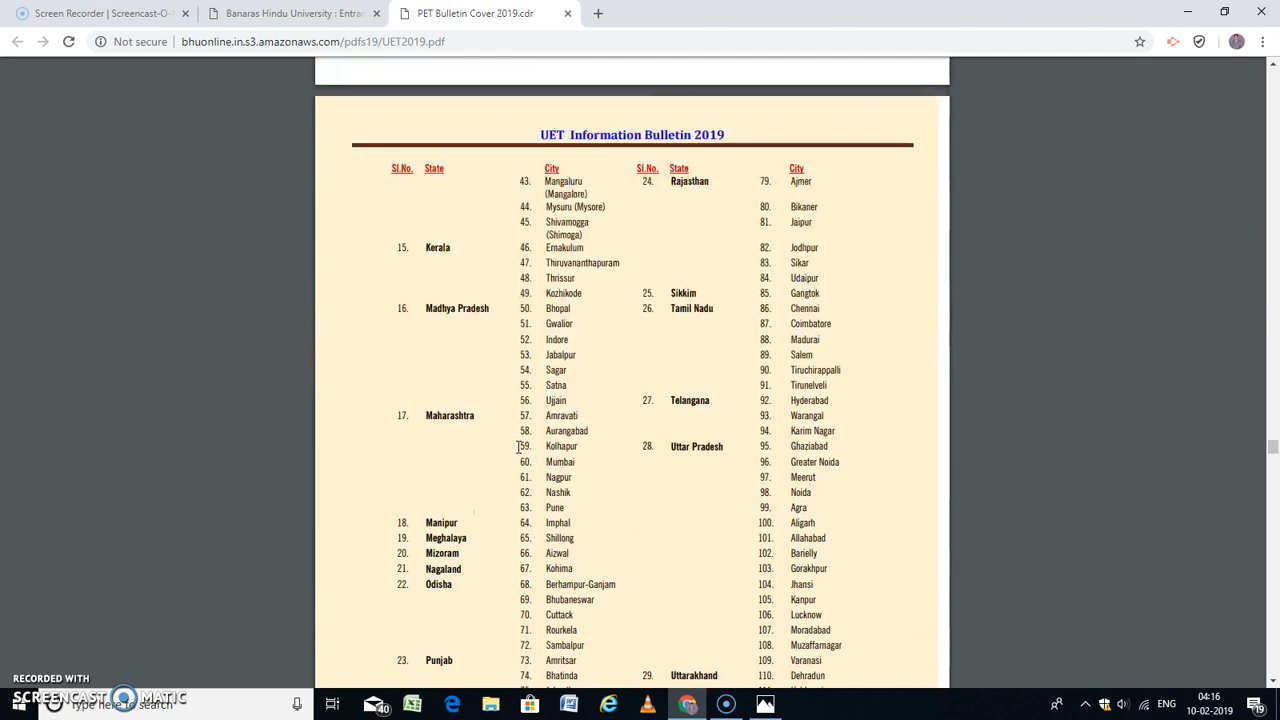 Screencast Recorder | Screen-O-M
Banaras Hindu University : Entran
PET Bulletin 2019
Not secure | bhuonline.in.s3.amazonaws.com/pdfs19/UET2019.pdf
UET Information Bulletin 2019
Sl.No. State City Sl.No. State City
43. Mangaluru 24. Rajasthan 79. Ajmer
(Mangalore)
44. Mysuru (Mysore) 80. Bikaner
45. Shivamogga 81. Jaipur
(Shimoga)
15. Kerala 46. Ernakulum 82. Jodhpur
47. Thiruvananthapuram 83. Sikar
48. Thrissur 84. Udaipur
49. Kozhikode 25. Sikkim 85. Gangtok
16. Madhya Pradesh 50. Bhopal 26. Tamil Nadu 86. Chennai
51. Gwalior 87. Coimbatore
52. Indore 88. Madurai
53. Jabalpur 89. Salem
54. Sagar 90. Tiruchirappalli
55. Satna 91. Tirunelveli
56. Ujjain 27. Telangana 92. Hyderabad
17. Maharashtra 57. Amravati 93. Warangal
58. Aurangabad 94. Karim Nagar
59. Kolhapur 28. Uttar Pradesh 95. Ghaziabad
60. Mumbai 96. Greater Noida
61. Nagpur 97. Meerut
62. Nashik 98. Noida
63. Pune 99. Agra
18. Manipur 64. Imphal 100. Aligarh
19. Meghalaya 65. Shillong 101. Allahabad
20. Mizoram 66. Aizwal 102. Barielly
21. Nagaland 67. Kohima 103. Gorakhpur
22. Odisha 68. Berhampur-Ganjam 104. Jhansi
69. Bhubaneswar 105. Kanpur
70. Cuttack 106. Lucknow
71. Rourkela 107. Moradabad
72. Sambalpur 108. Muzaffarnagar
23. Punjab 73. Amritsar 109. Varanasi
74. Bhatinda 29. Uttarakhand 110. Dehradun
RECORDED WITH
SCREENCAST MATIC
Type here to search
40
ENG
04:16
10-02-2019
19